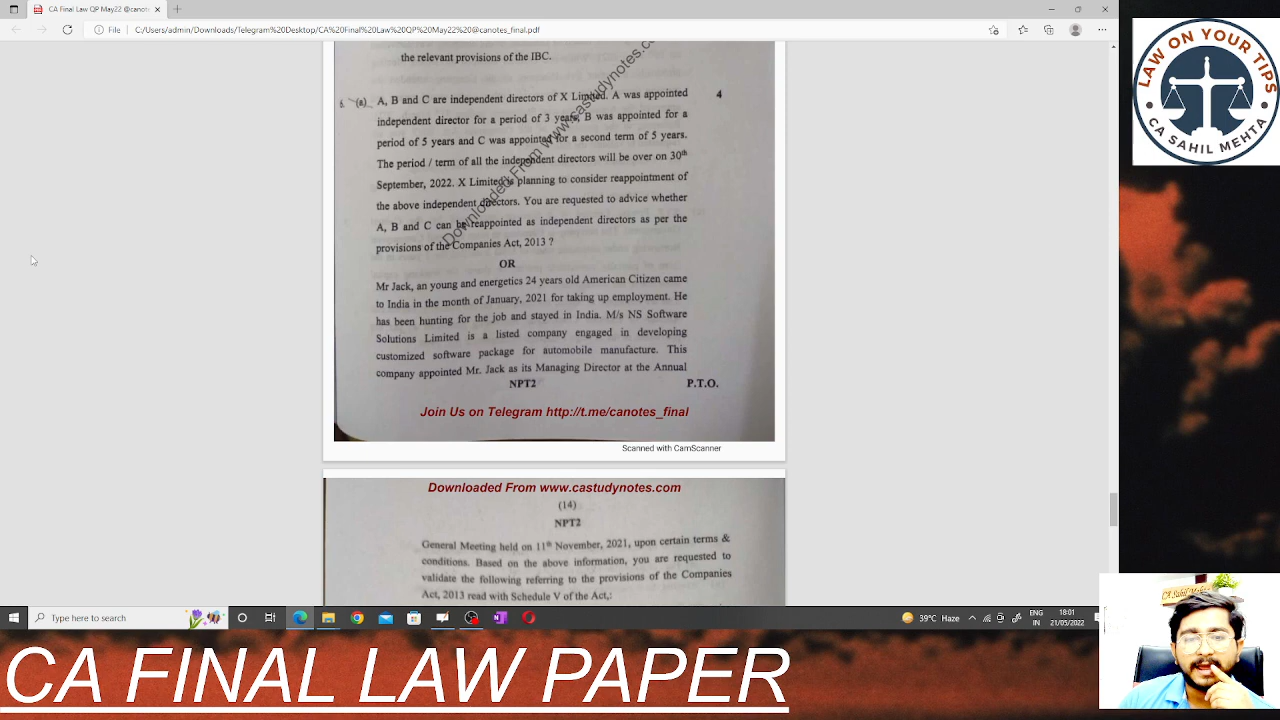 CA Final Law QP May22 @canote
File
C:/Users/admin/Downloads/Telegram%20Desktop/CA%20Final%20Law%20QP%20May22%20@canotes_final.pdf
the relevant provisions of the IBC.
6. (a) A, B and C are independent directors of X Limited. A was appointed 4
independent director for a period of 3 years, B was appointed for a
period of 5 years and C was appointed for a second term of 5 years.
The period / term of all the independent directors will be over on 30th
September, 2022. X Limited is planning to consider reappointment of
the above independent directors. You are requested to advice whether
A, B and C can be reappointed as independent directors as per the
provisions of the Companies Act, 2013 ?
Downloaded From www.castudynotes.co
OR
Mr Jack, an young and energetics 24 years old American Citizen came
to India in the month of January, 2021 for taking up employment. He
has been hunting for the job and stayed in India. M/s NS Software
Solutions Limited is a listed company engaged in developing
customized software package for automobile manufacture. This
company appointed Mr. Jack as its Managing Director at the Annual
NPT2 P.T.O.
Join Us on Telegram http://t.me/canotes_final
Scanned with CamScanner
Downloaded From www.castudynotes.com
(14)
NPT2
General Meeting held on 11th November, 2021, upon certain terms &
conditions. Based on the above information, you are requested to
validate the following referring to the provisions of the Companies
Act, 2013 read with Schedule V of the Act,:
LAW ON YOUR TIPS
CA SAHIL MEHTA
Type here to search
39°C Haze
ENG
IN
18:01
21/05/2022
CA Sahil Mehta
CA FINAL LAW PAPER